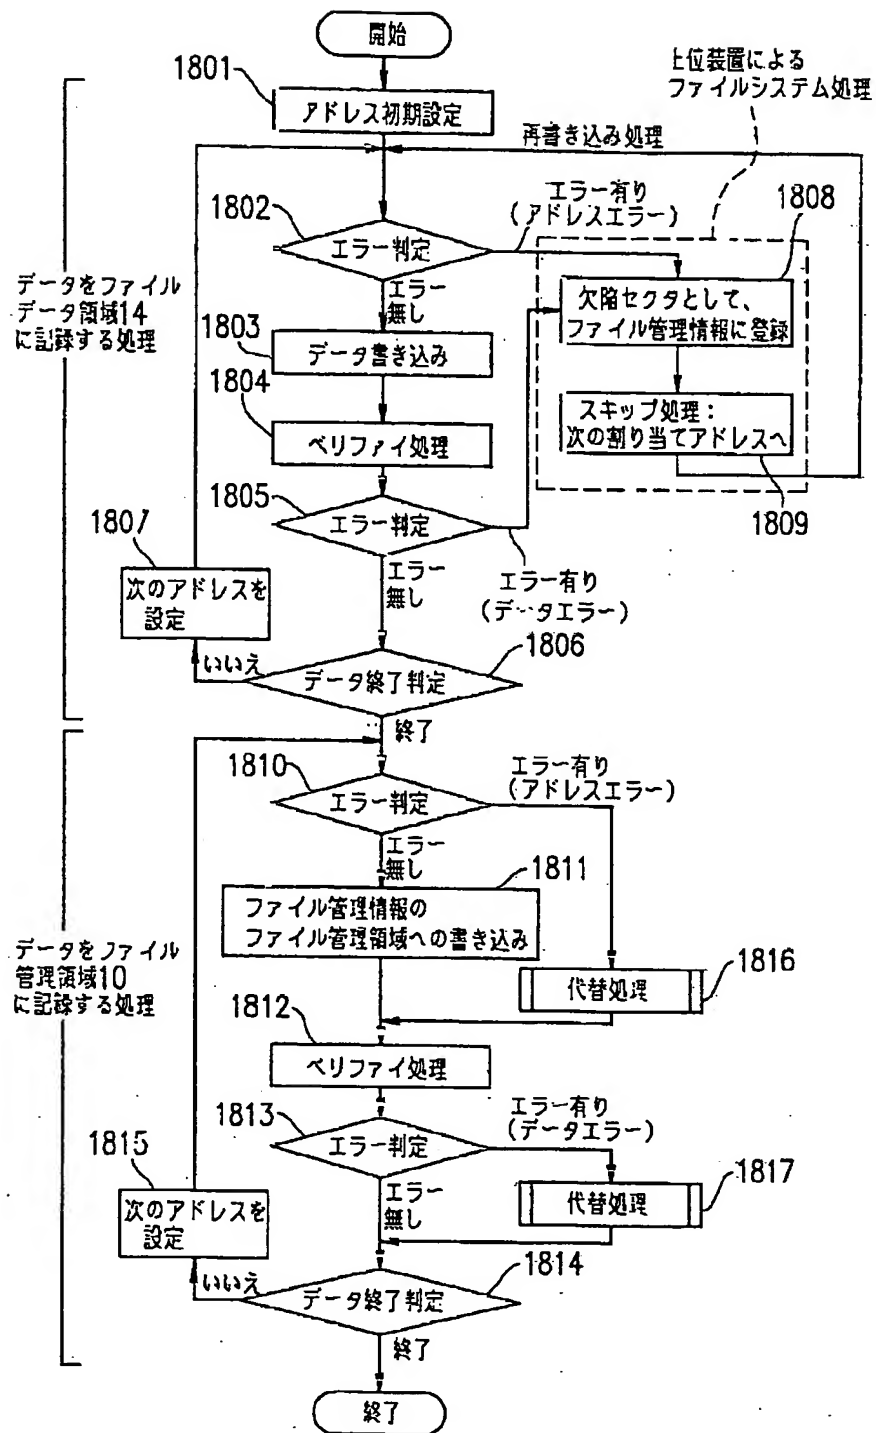 開始
1801
アドレス初期設定
上位装置による
ファイルシステム処理
再書き込み処理
1802
エラー判定
エラー有り
(アドレスエラー)
1808
欠陥セクタとして、
ファイル管理情報に登録
エラー
無し
データをファイル
データ領域14
に記録する処理
1803
データ書き込み
1804
ベリファイ処理
スキップ処理:
次の割り当てアドレスへ
1809
1805
エラー判定
エラー有り
(データエラー)
1807
次のアドレスを
設定
エラー
無し
いいえ
1806
データ終了判定
終了
1810
エラー判定
エラー有り
(アドレスエラー)
エラー
無し
1811
ファイル管理情報の
ファイル管理領域への書き込み
データをファイル
管理領域10
に記録する処理
1816
代替処理
1812
ベリファイ処理
1813
エラー判定
エラー有り
(データエラー)
1815
次のアドレスを
設定
エラー
無し
1817
代替処理
いいえ
1814
データ終了判定
終了
終了